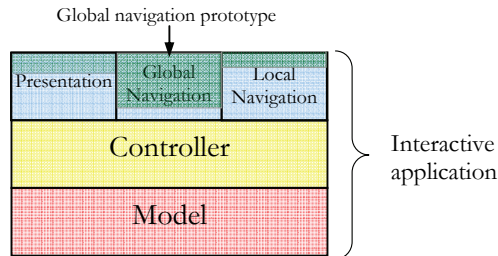 Global navigation prototype
Presentation
Global
Navigation
Local
Navigation
Controller
Model
Interactive
application